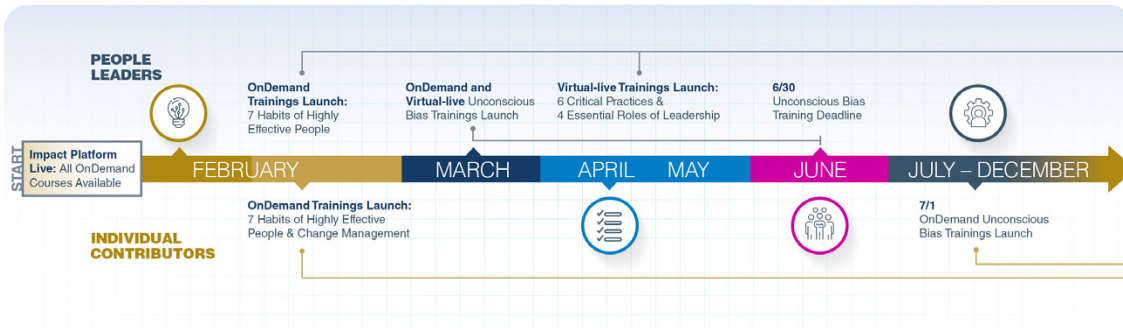 PEOPLE
LEADERS
OnDemand
Trainings Launch:
7 Habits of Highly
Effective People
OnDemand and
Virtual-live Unconscious
Bias Trainings Launch
Virtual-live Trainings Launch:
6 Critical Practices &
4 Essential Roles of Leadership
6/30
Unconscious Bias
Training Deadline
START
Impact Platform
Live: All OnDemand
Courses Available
FEBRUARY
MARCH
APRIL
MAY
JUNE
JULY – DECEMBER
INDIVIDUAL
CONTRIBUTORS
OnDemand Trainings Launch:
7 Habits of Highly Effective
People & Change Management
7/1
OnDemand Unconscious
Bias Trainings Launch